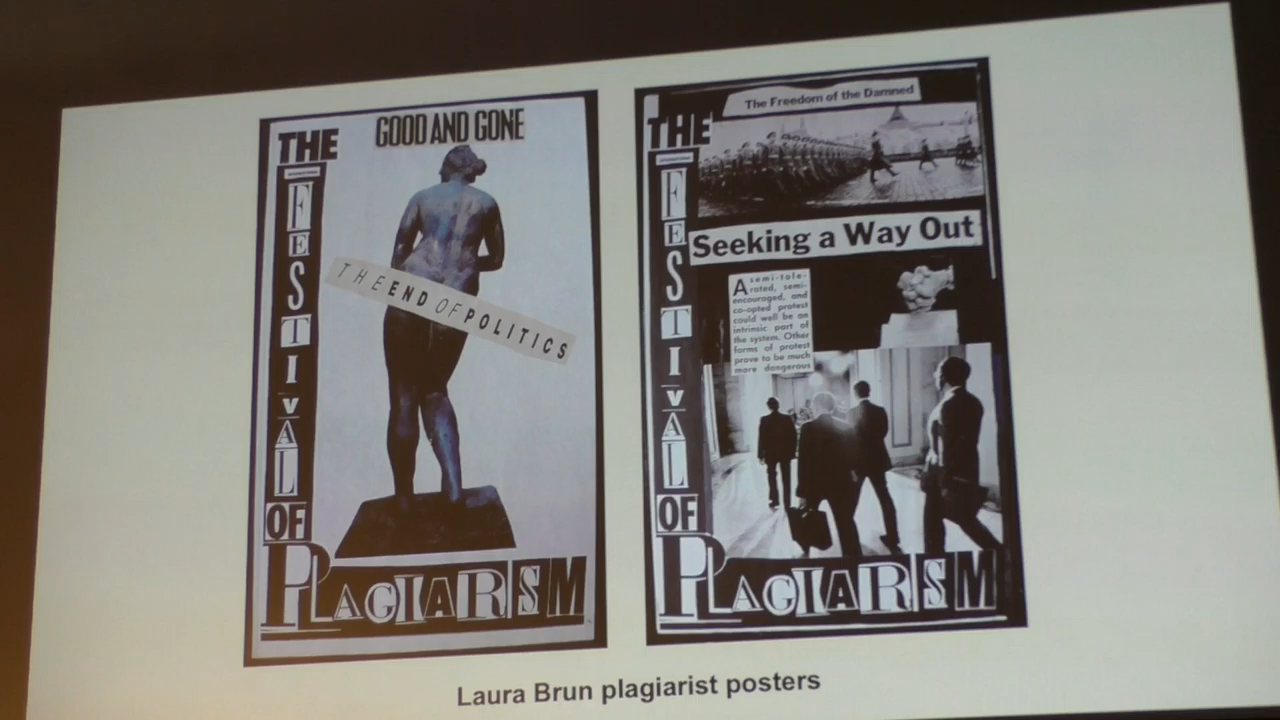 GOOD AND GONE
THE
FESTIVAL
OF
PLAGIARISM
THE END OF POLITICS
The Freedom of the Damned
THE
FESTIVAL
OF
PLAGIARISM
Seeking a Way Out
A semi-tole-
rated, semi-
encouraged, and
co-opted protest
could well be an
intrinsic part of
the system. Other
forms of protest
prove to be much
more dangerous
Laura Brun plagiarist posters